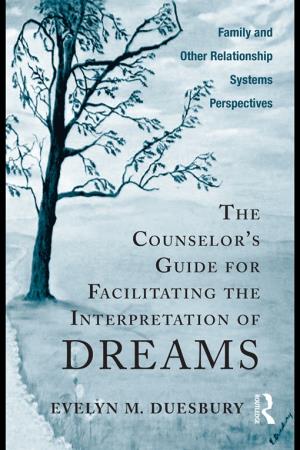 Family and
Other Relationship
Systems
Perspectives
THE
COUNSELOR'S
GUIDE FOR
FACILITATING THE
INTERPRETATION OF
DREAMS
EVELYN M. DUESBURY
ROUTLEDGE